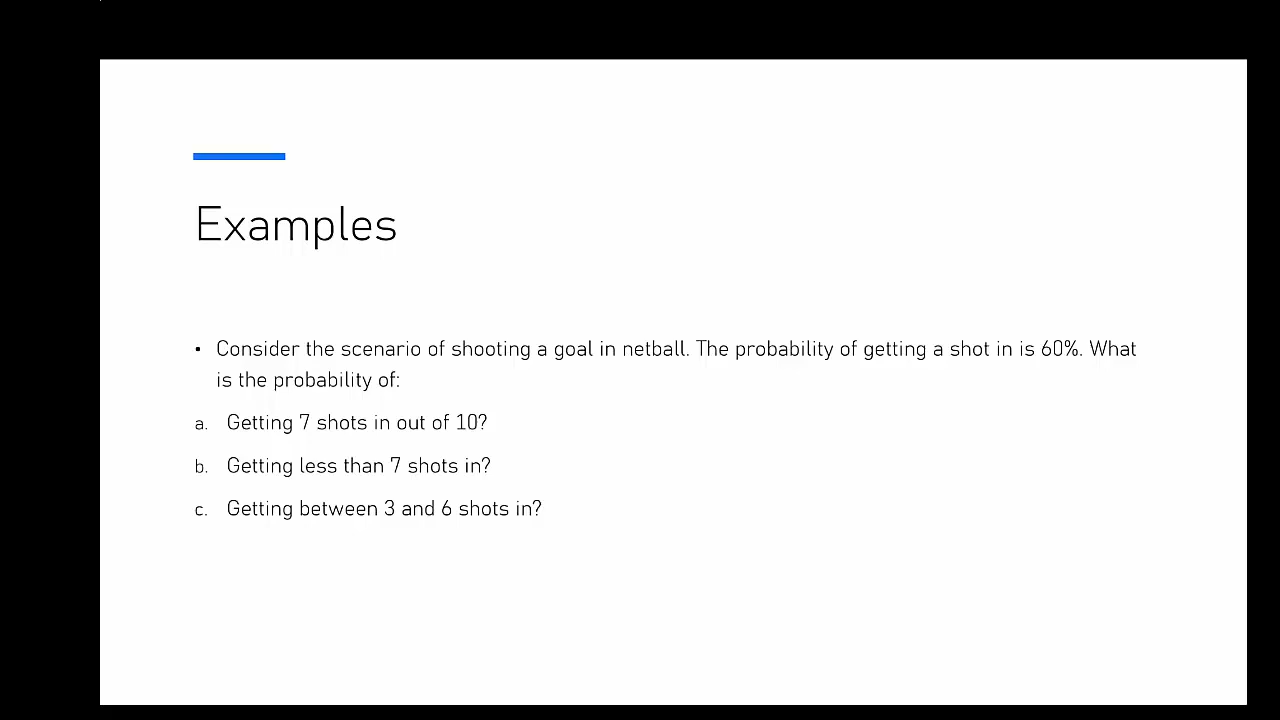 Examples
• Consider the scenario of shooting a goal in netball. The probability of getting a shot in is 60%. What
is the probability of:
a. Getting 7 shots in out of 10?
b. Getting less than 7 shots in?
c. Getting between 3 and 6 shots in?